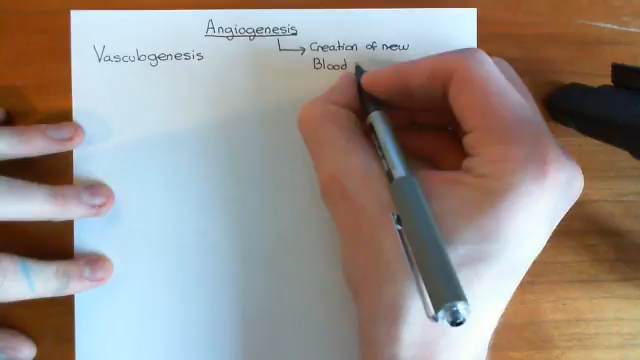 Angiogenesis
Vasculogenesis
Creation of new
Blood